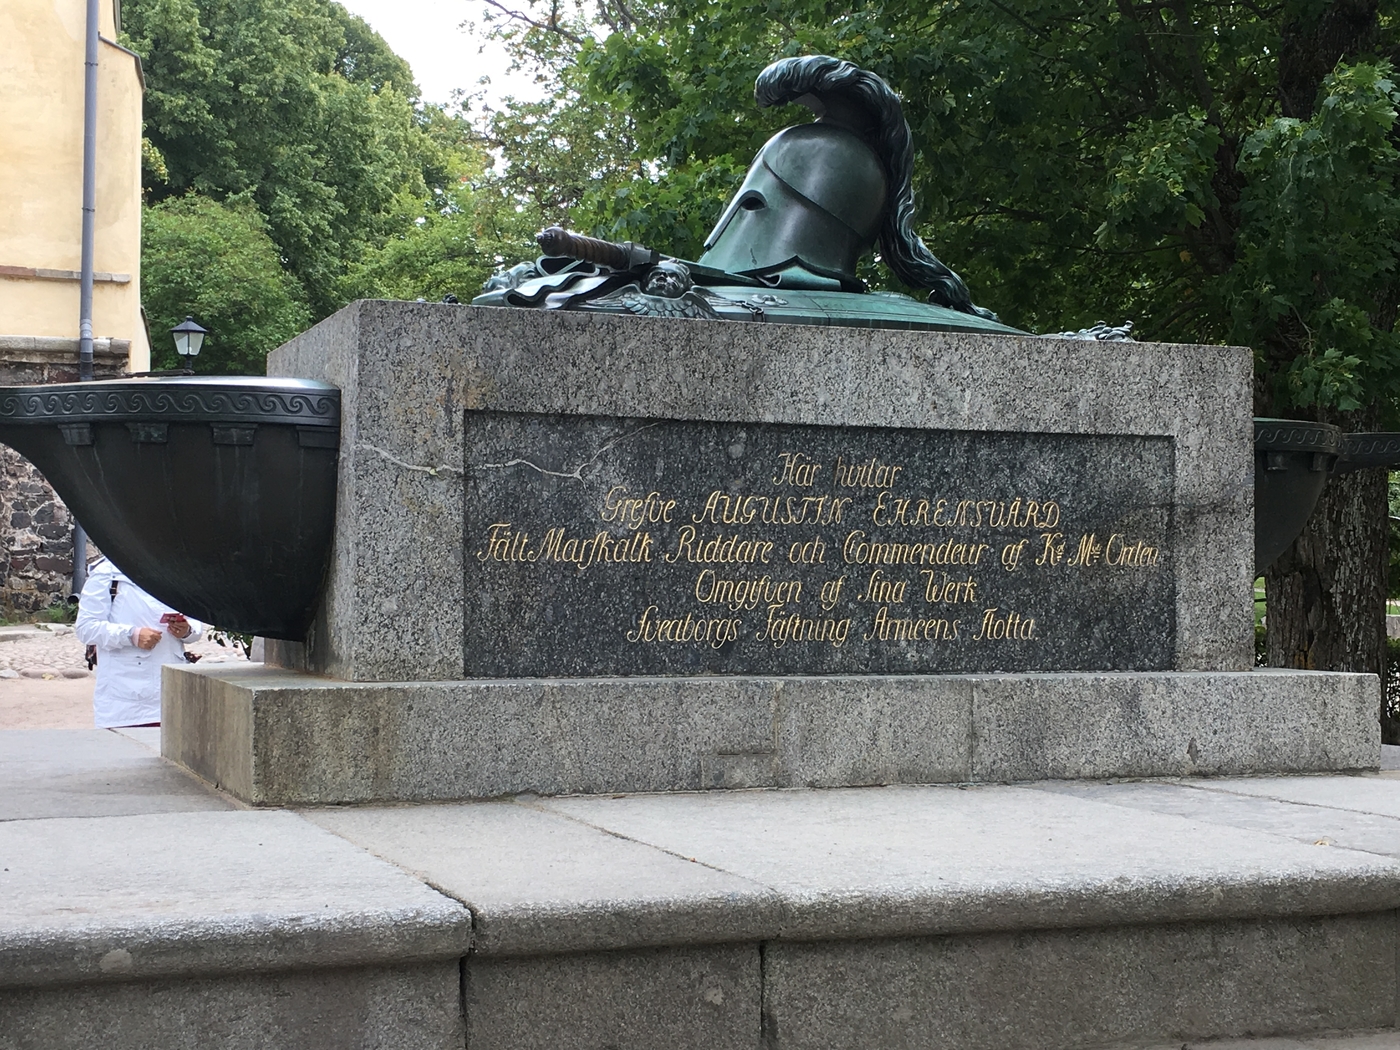 Här hvilar
Grefve AUGUSTIN EHRENSVÄRD
Fält Marskalk Riddare och Commendeur af K. M. Orden
Omgifven af sina Werk
Sveaborgs Fästning Armeens flotta.